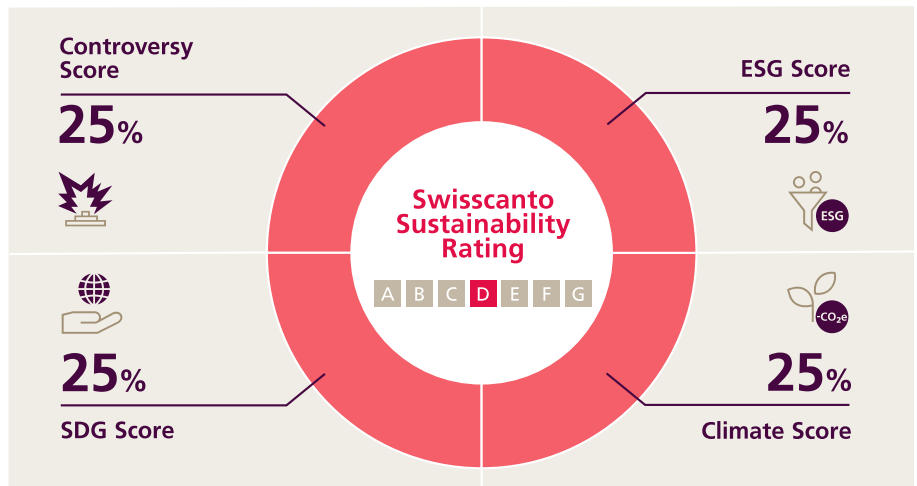 Controversy
Score
25%
ESG Score
25%
ESG
Swisscanto
Sustainability
Rating
A B C D E F G
25%
SDG Score
-CO₂e
25%
Climate Score